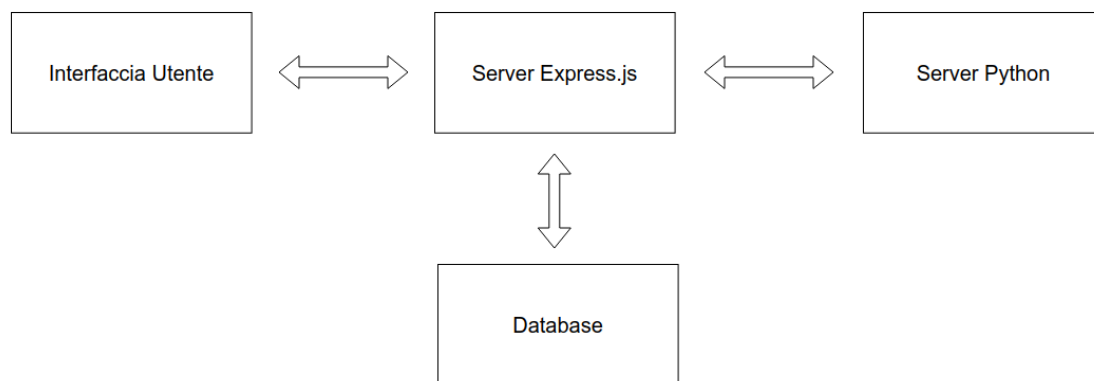 Interfaccia Utente
Server Express.js
Server Python
Database